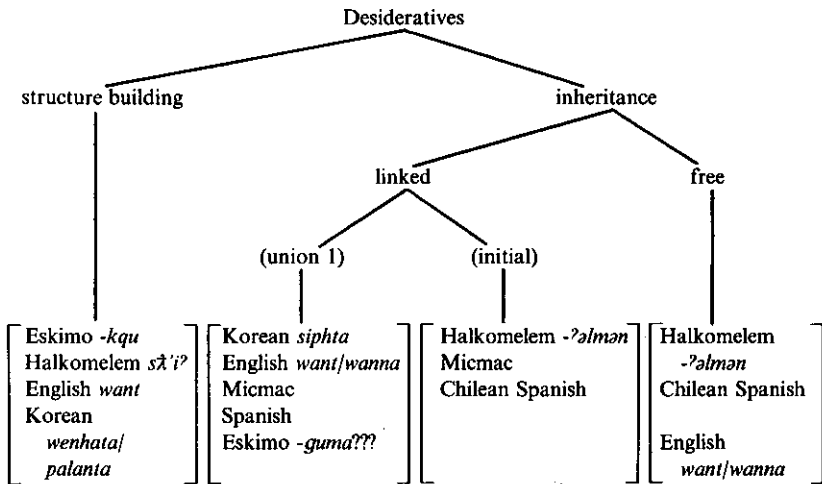 Desideratives
structure building
inheritance
linked
free
(union 1)
(initial)
Eskimo -kqu
Halkomelem sƛ̓'iʔ
English want
Korean
wenhata/
palanta
Korean siphta
English want/wanna
Micmac
Spanish
Eskimo -guma???
Halkomelem -ʔəlmən
Micmac
Chilean Spanish
Halkomelem
-ʔəlmən
Chilean Spanish
English
want/wanna